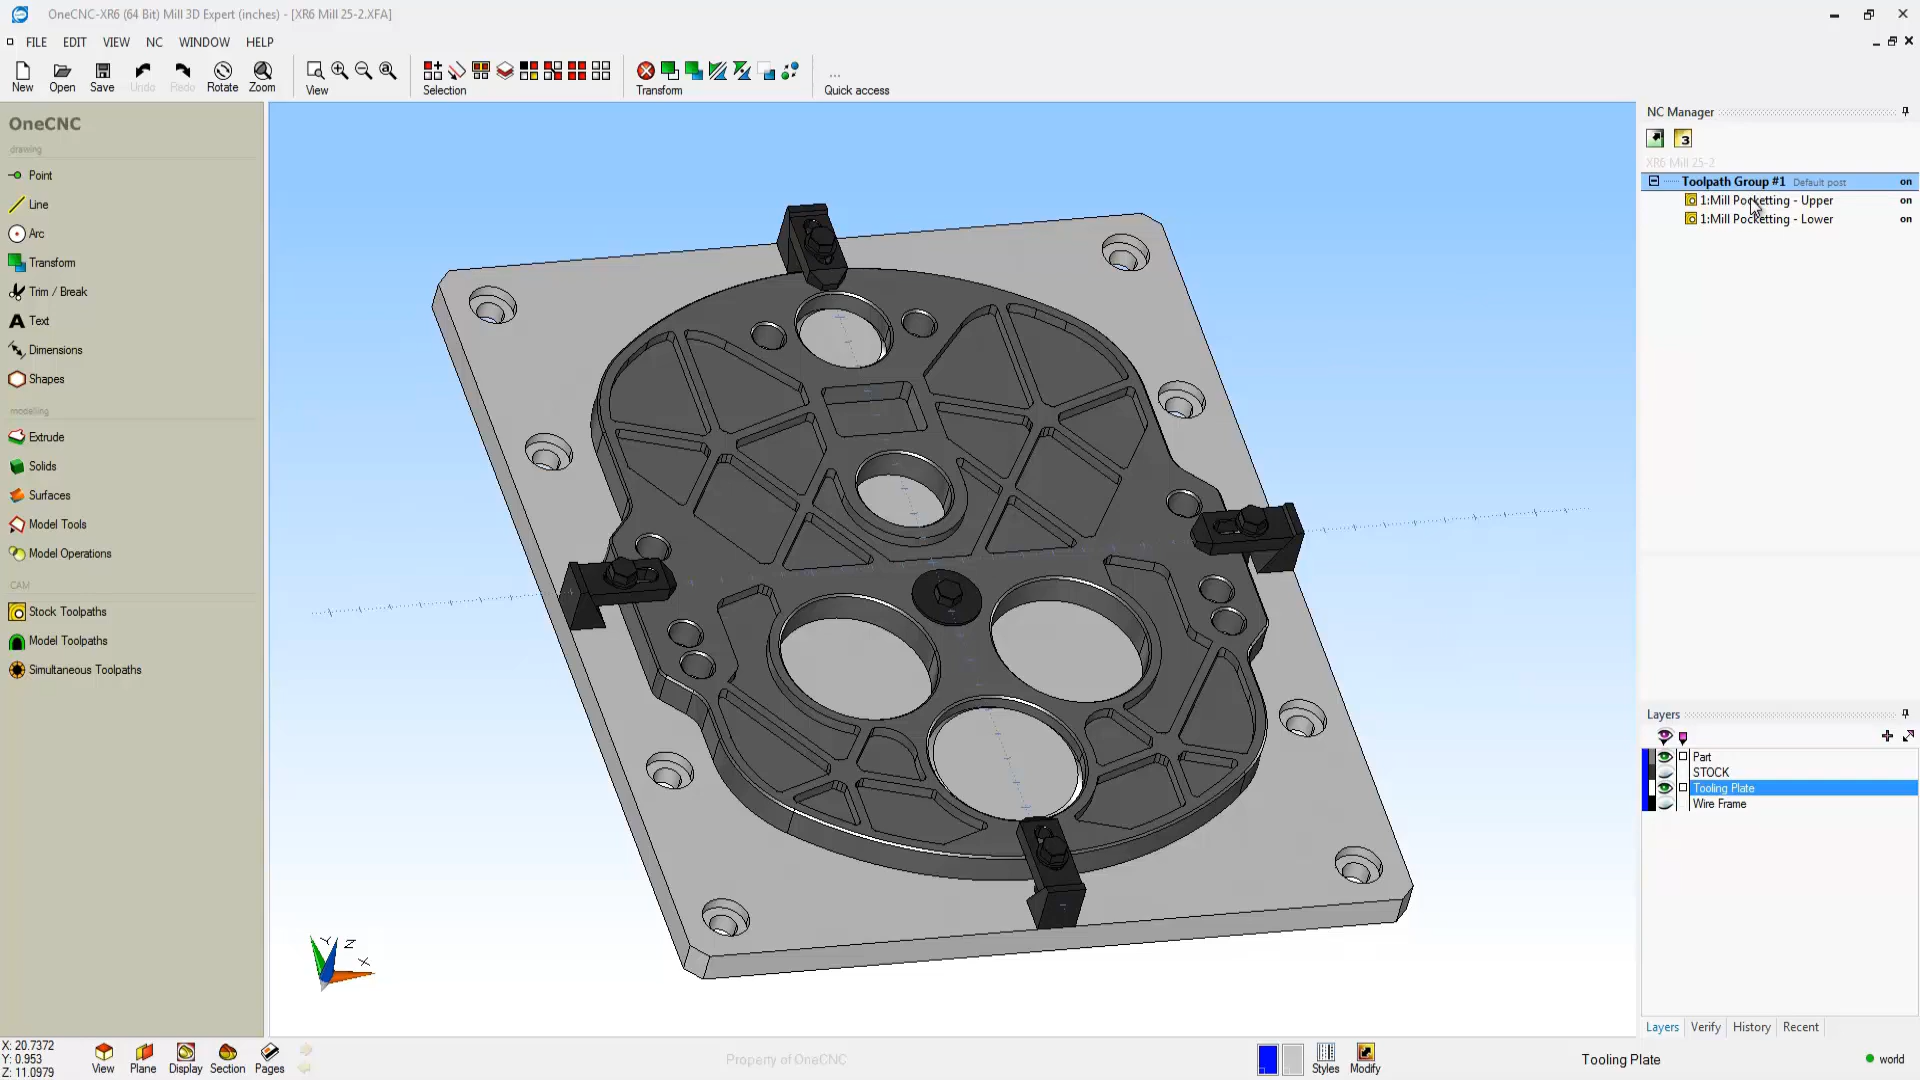 OneCNC-XR6 (64 Bit) Mill 3D Expert (inches) - [XR6 Mill 25-2.XFA]
FILE EDIT VIEW NC WINDOW HELP
New Open Save Undo Redo Rotate Zoom View Selection Transform ... Quick access
OneCNC
drawing
Point
Line
Arc
Transform
Trim / Break
Text
Dimensions
Shapes
modelling
Extrude
Solids
Surfaces
Model Tools
Model Operations
CAM
Stock Toolpaths
Model Toolpaths
Simultaneous Toolpaths
Y Z
X
NC Manager
3
XR6 Mill 25-2
Toolpath Group #1 Default post on
1:Mill Pocketting - Upper on
1:Mill Pocketting - Lower on
Layers
Part
STOCK
Tooling Plate
Wire Frame
Layers Verify History Recent
X: 20.7372
Y: 0.953
Z: 11.0979
View Plane Display Section Pages
Property of OneCNC
Styles Modify
Tooling Plate
world